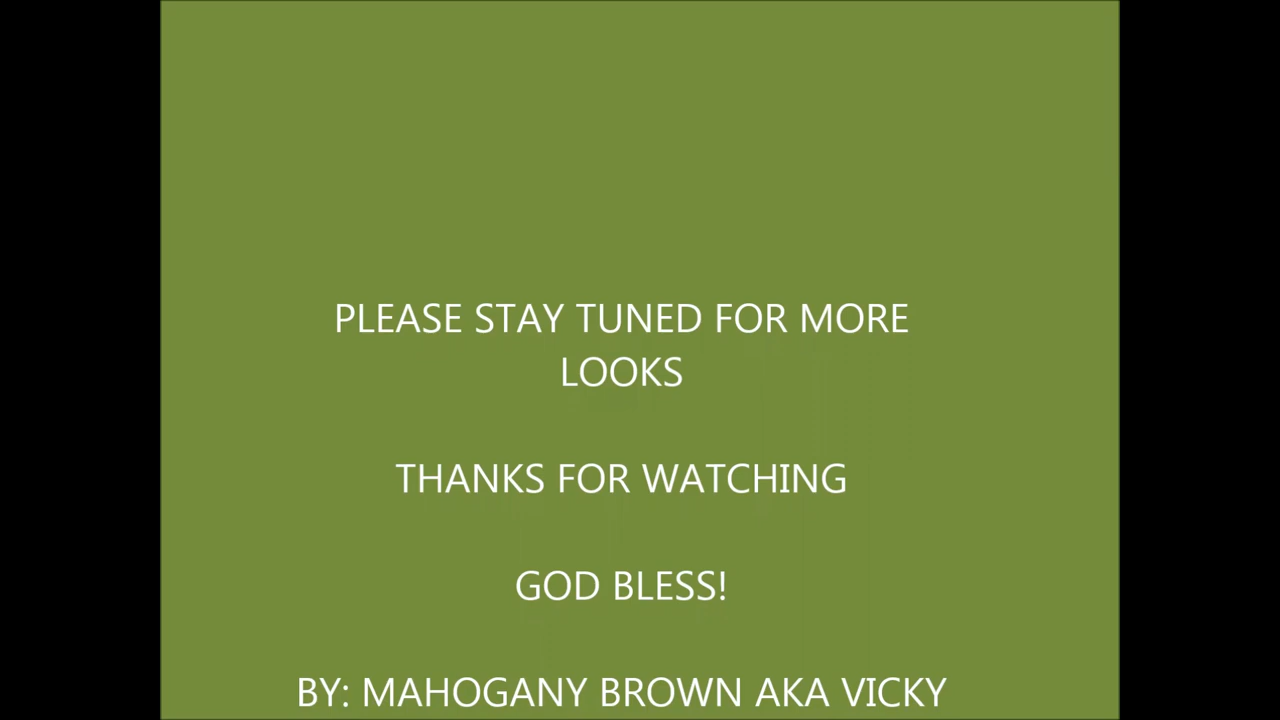 PLEASE STAY TUNED FOR MORE
LOOKS
THANKS FOR WATCHING
GOD BLESS!
BY: MAHOGANY BROWN AKA VICKY